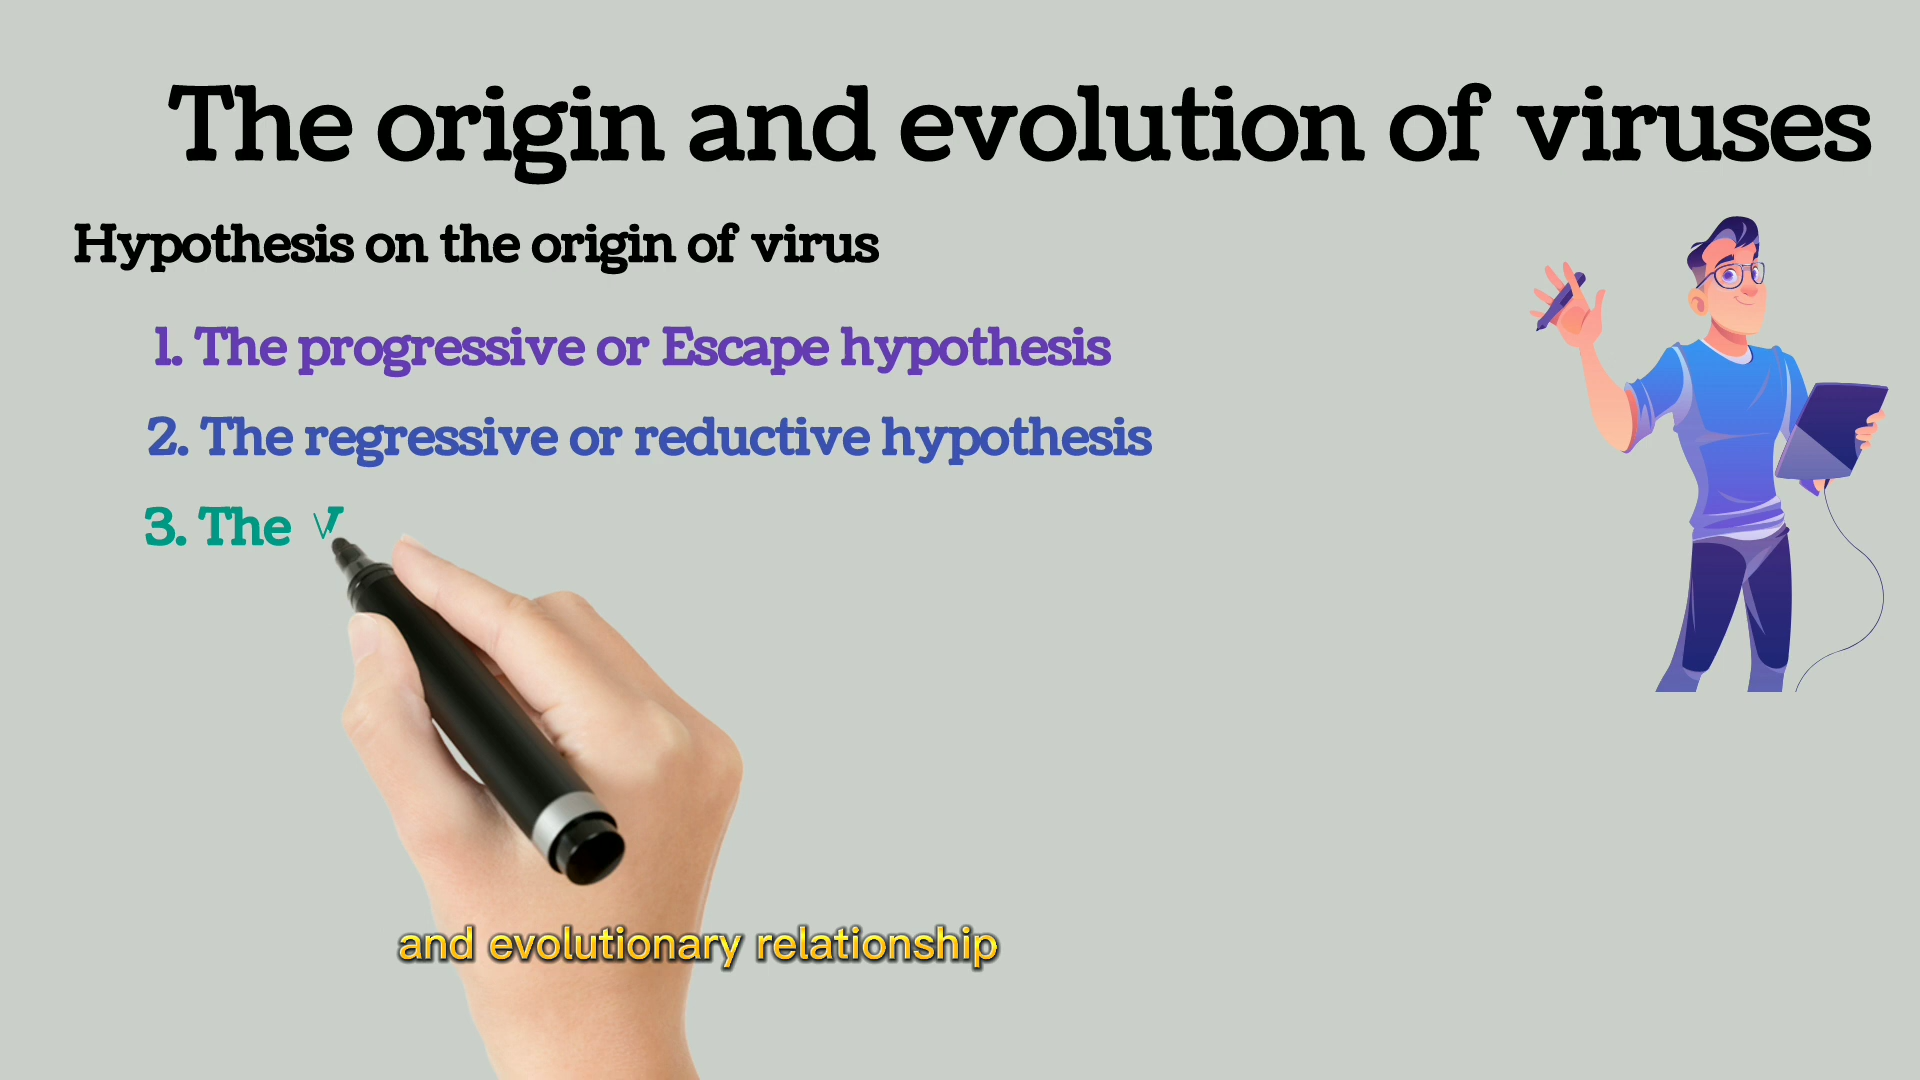 The origin and evolution of viruses
Hypothesis on the origin of virus
1. The progressive or Escape hypothesis
2. The regressive or reductive hypothesis
3. The V
and evolutionary relationship